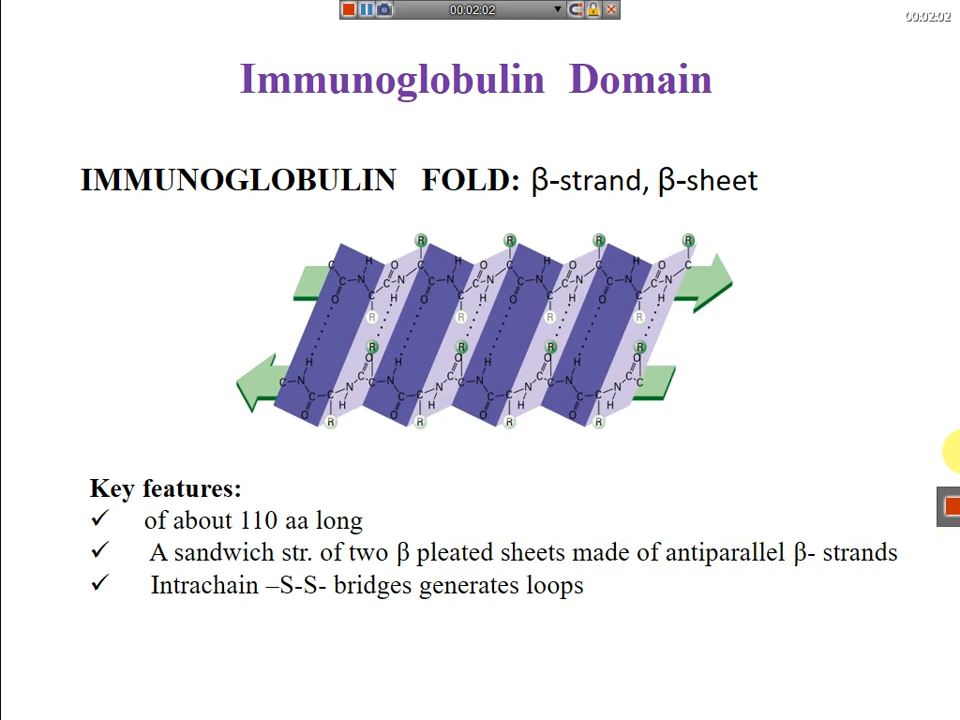 00:02:02
00:02:02
Immunoglobulin Domain
IMMUNOGLOBULIN FOLD: β-strand, β-sheet
Key features:
✓ of about 110 aa long
✓ A sandwich str. of two β pleated sheets made of antiparallel β- strands
✓ Intrachain –S-S- bridges generates loops